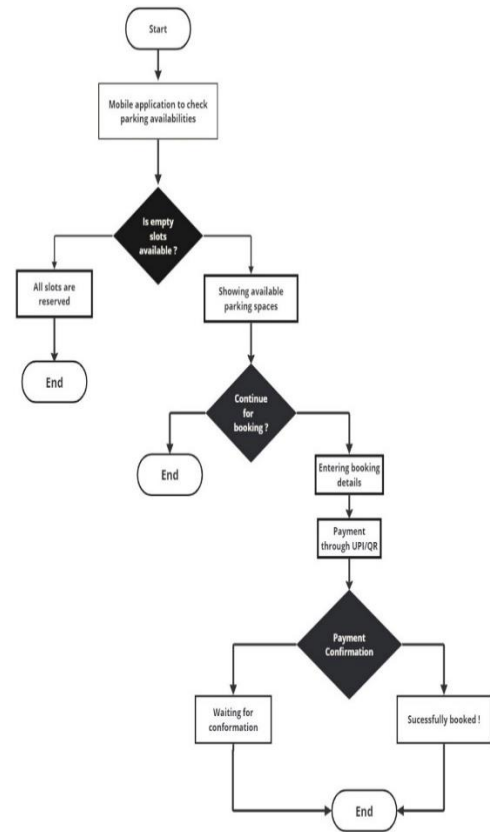 Start
Mobile application to check
parking availabilities
Is empty
slots
available ?
All slots are
reserved
Showing available
parking spaces
End
Continue
for
booking ?
End
Entering booking
details
Payment
through UPI/QR
Payment
Confirmation
Waiting for
conformation
Sucessfully booked !
End